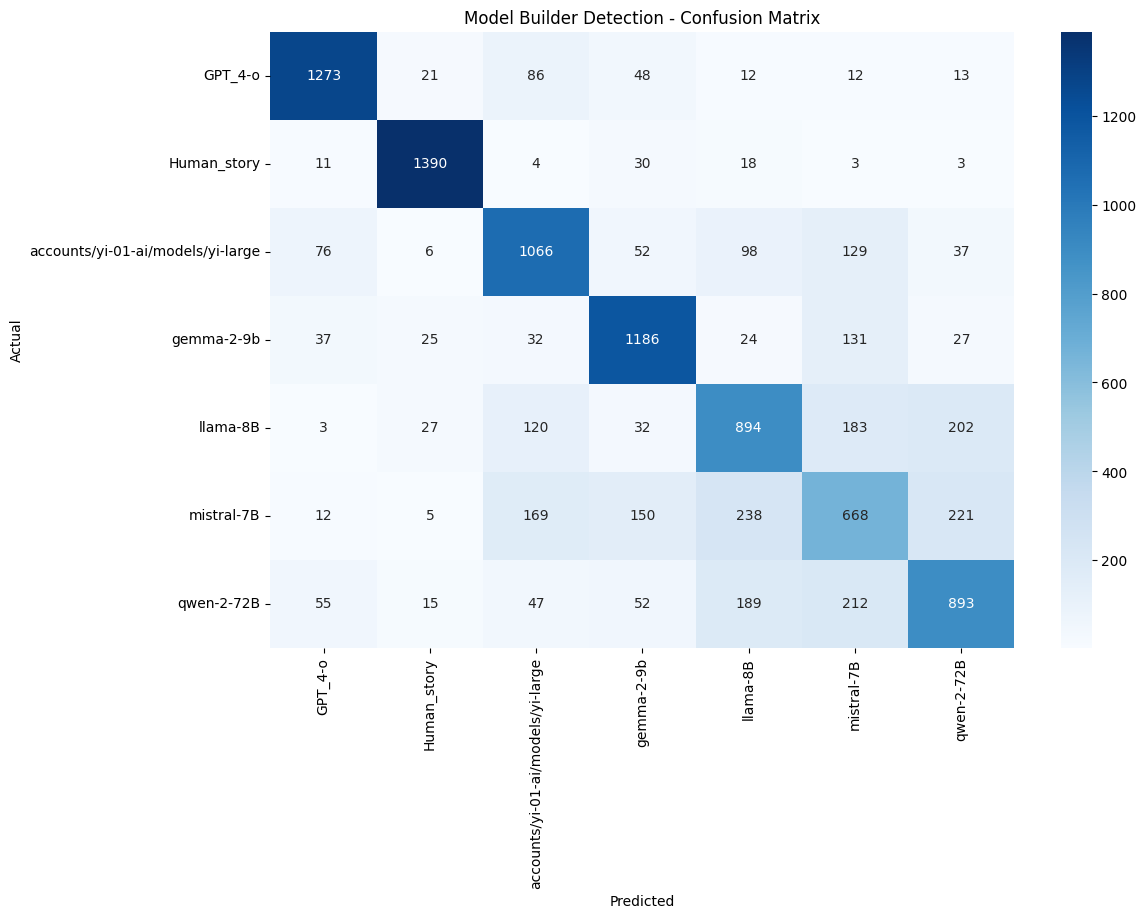 Model Builder Detection - Confusion Matrix
Actual
GPT_4-o 1273 21 86 48 12 12 13
Human_story 11 1390 4 30 18 3 3
accounts/yi-01-ai/models/yi-large 76 6 1066 52 98 129 37
gemma-2-9b 37 25 32 1186 24 131 27
llama-8B 3 27 120 32 894 183 202
mistral-7B 12 5 169 150 238 668 221
qwen-2-72B 55 15 47 52 189 212 893
GPT_4-o
Human_story
accounts/yi-01-ai/models/yi-large
gemma-2-9b
llama-8B
mistral-7B
qwen-2-72B
Predicted
1200
1000
800
600
400
200